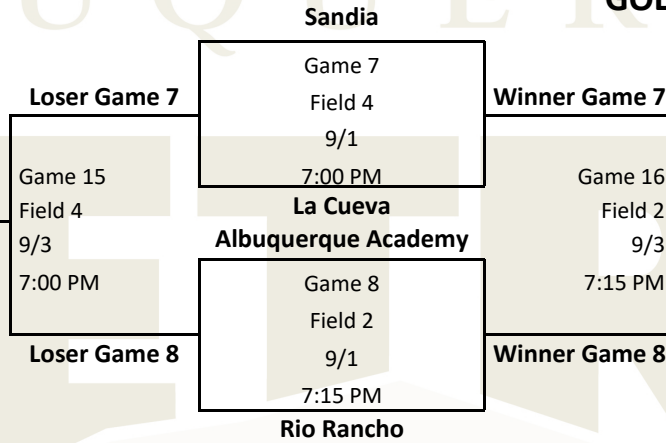 GOL
Sandia
Game 7
Field 4
9/1
7:00 PM
La Cueva
Loser Game 7
Winner Game 7
Game 15
Field 4
9/3
7:00 PM
Game 16
Field 2
9/3
7:15 PM
Albuquerque Academy
Game 8
Field 2
9/1
7:15 PM
Rio Rancho
Loser Game 8
Winner Game 8